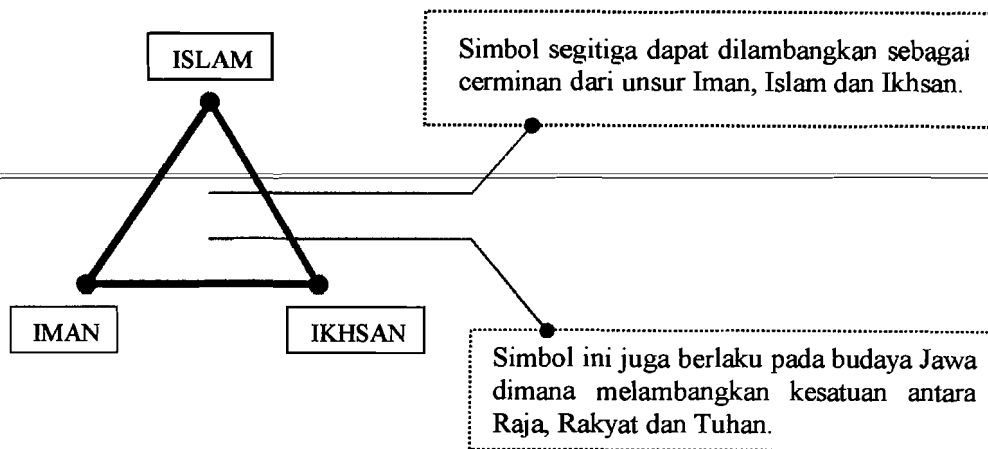 ISLAM
Simbol segitiga dapat dilambangkan sebagai
cerminan dari unsur Iman, Islam dan Ikhsan.
IMAN
IKHSAN
Simbol ini juga berlaku pada budaya Jawa
dimana melambangkan kesatuan antara
Raja, Rakyat dan Tuhan.